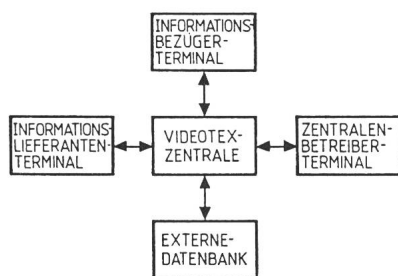 INFORMATIONS-
BEZÜGER-
TERMINAL
INFORMATIONS-
LIEFERANTEN-
TERMINAL
VIDEOTEX-
ZENTRALE
ZENTRALEN-
BETREIBER-
TERMINAL
EXTERNE-
DATENBANK